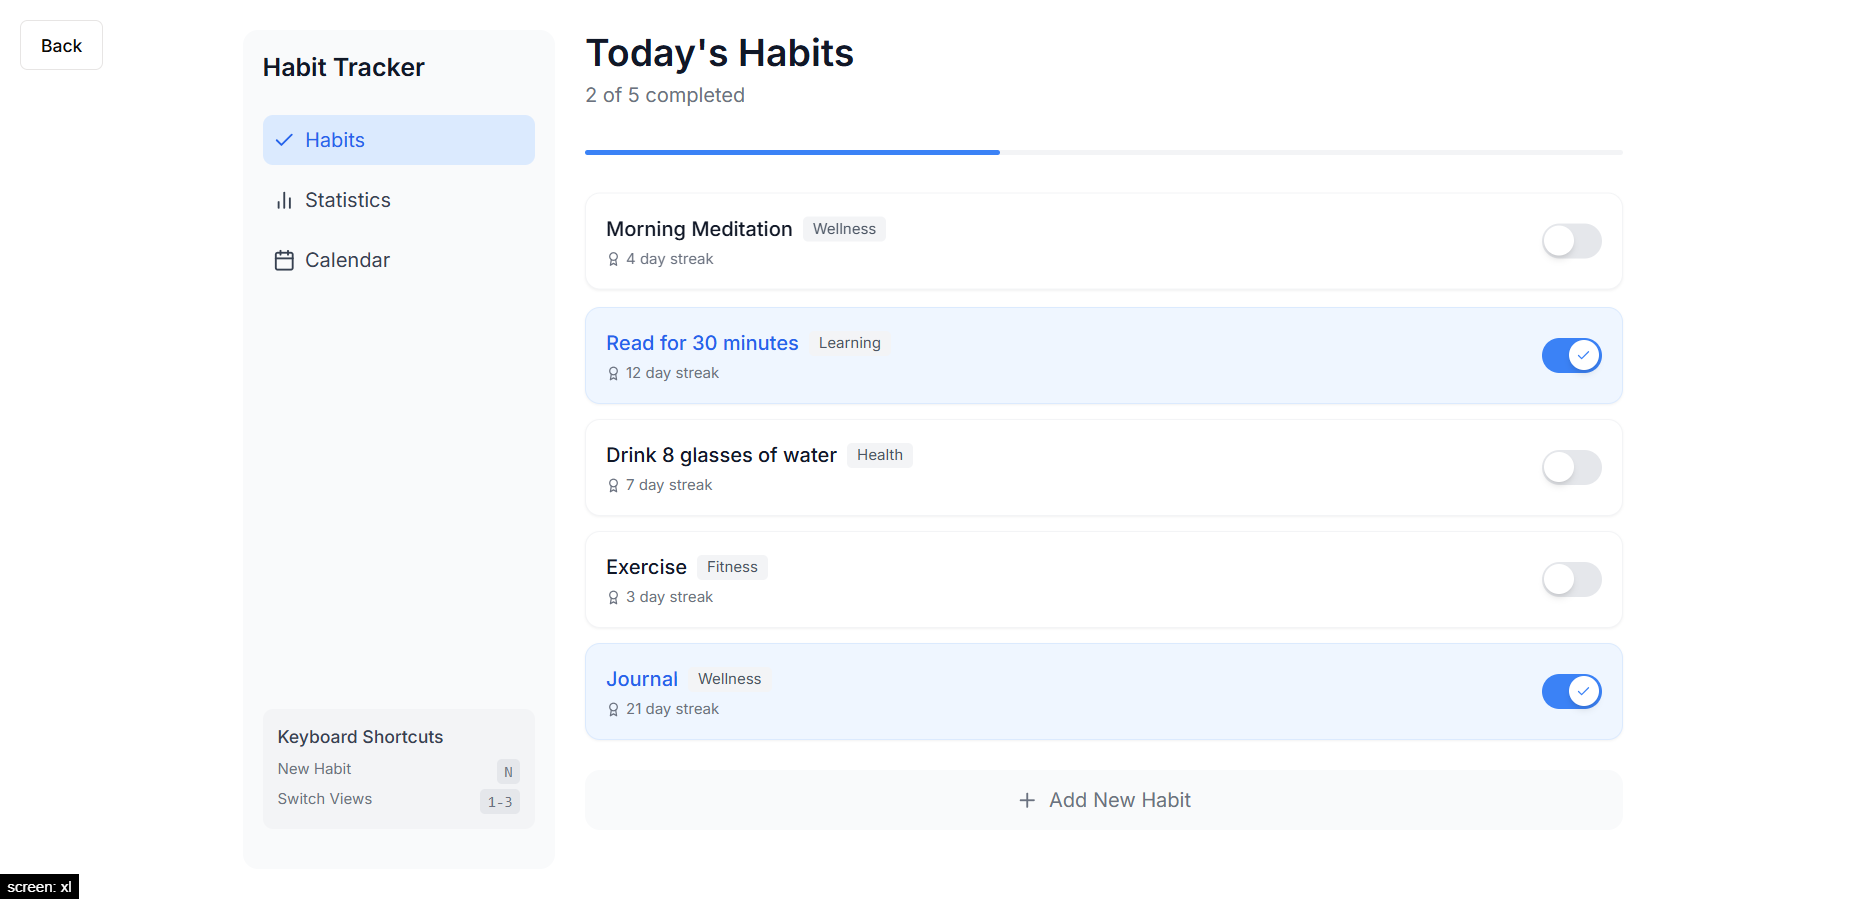 Back
Habit Tracker
Habits
Statistics
Calendar
Keyboard Shortcuts
New Habit N
Switch Views 1-3
Today's Habits
2 of 5 completed
Morning Meditation Wellness
4 day streak
Read for 30 minutes Learning
12 day streak
Drink 8 glasses of water Health
7 day streak
Exercise Fitness
3 day streak
Journal Wellness
21 day streak
Add New Habit
screen: xl